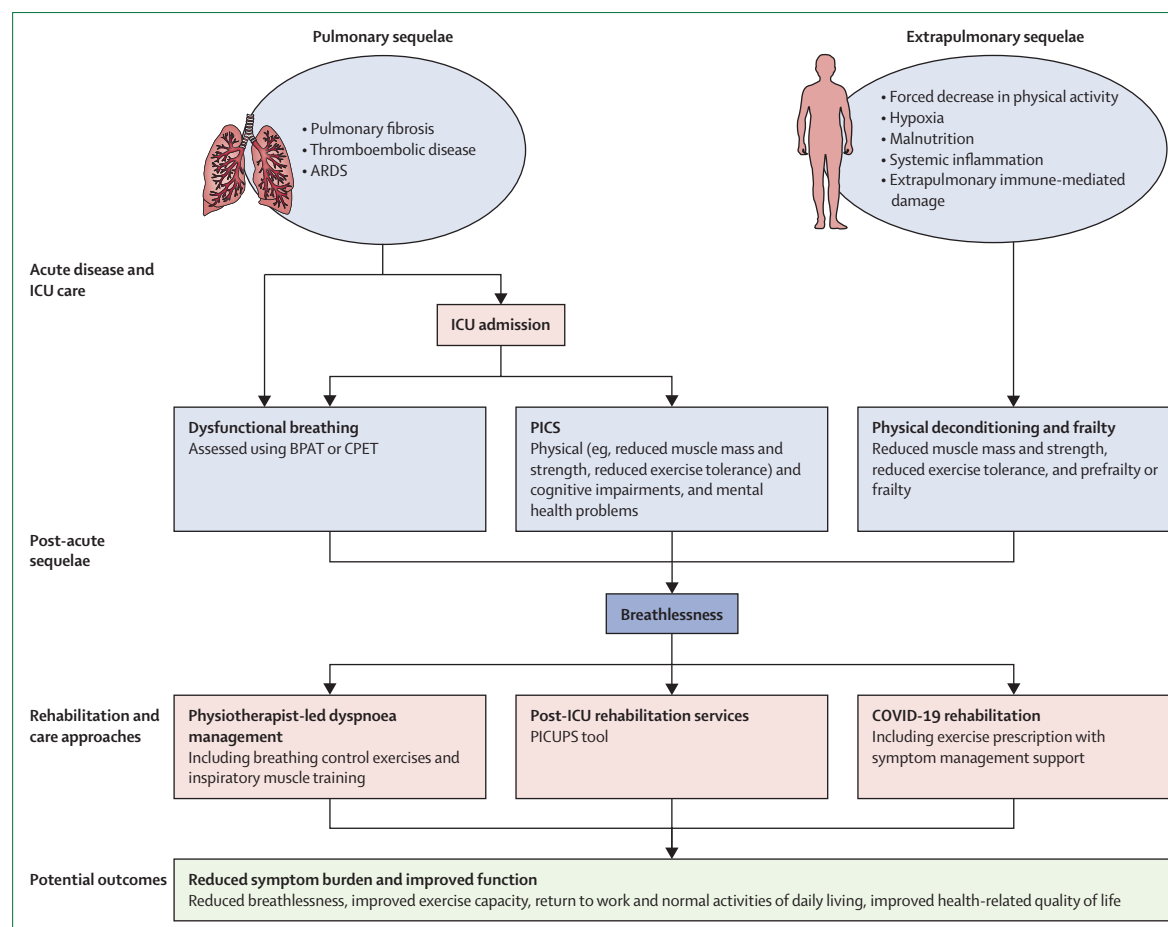 Pulmonary sequelae
Extrapulmonary sequelae
• Pulmonary fibrosis
• Thromboembolic disease
• ARDS
• Forced decrease in physical activity
• Hypoxia
• Malnutrition
• Systemic inflammation
• Extrapulmonary immune-mediated
damage
Acute disease and
ICU care
ICU admission
Dysfunctional breathing
Assessed using BPAT or CPET
PICS
Physical (eg, reduced muscle mass and
strength, reduced exercise tolerance) and
cognitive impairments, and mental
health problems
Physical deconditioning and frailty
Reduced muscle mass and strength,
reduced exercise tolerance, and prefrailty or
frailty
Post-acute
sequelae
Breathlessness
Rehabilitation and
care approaches
Physiotherapist-led dyspnoea
management
Including breathing control exercises and
inspiratory muscle training
Post-ICU rehabilitation services
PICUPS tool
COVID-19 rehabilitation
Including exercise prescription with
symptom management support
Potential outcomes
Reduced symptom burden and improved function
Reduced breathlessness, improved exercise capacity, return to work and normal activities of daily living, improved health-related quality of life